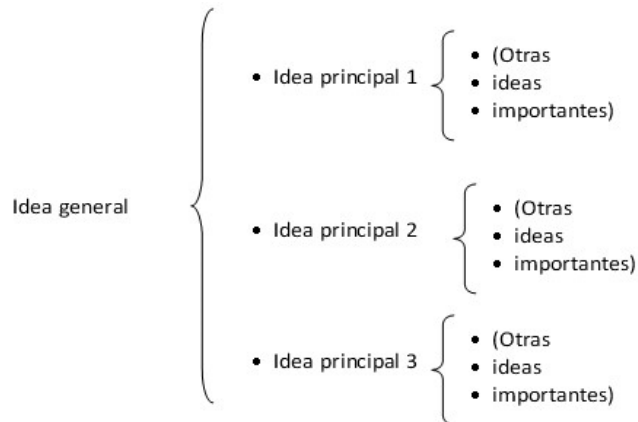 • Idea principal 1
• (Otras
• ideas
• importantes)
Idea general
• Idea principal 2
• (Otras
• ideas
• importantes)
• Idea principal 3
• (Otras
• ideas
• importantes)